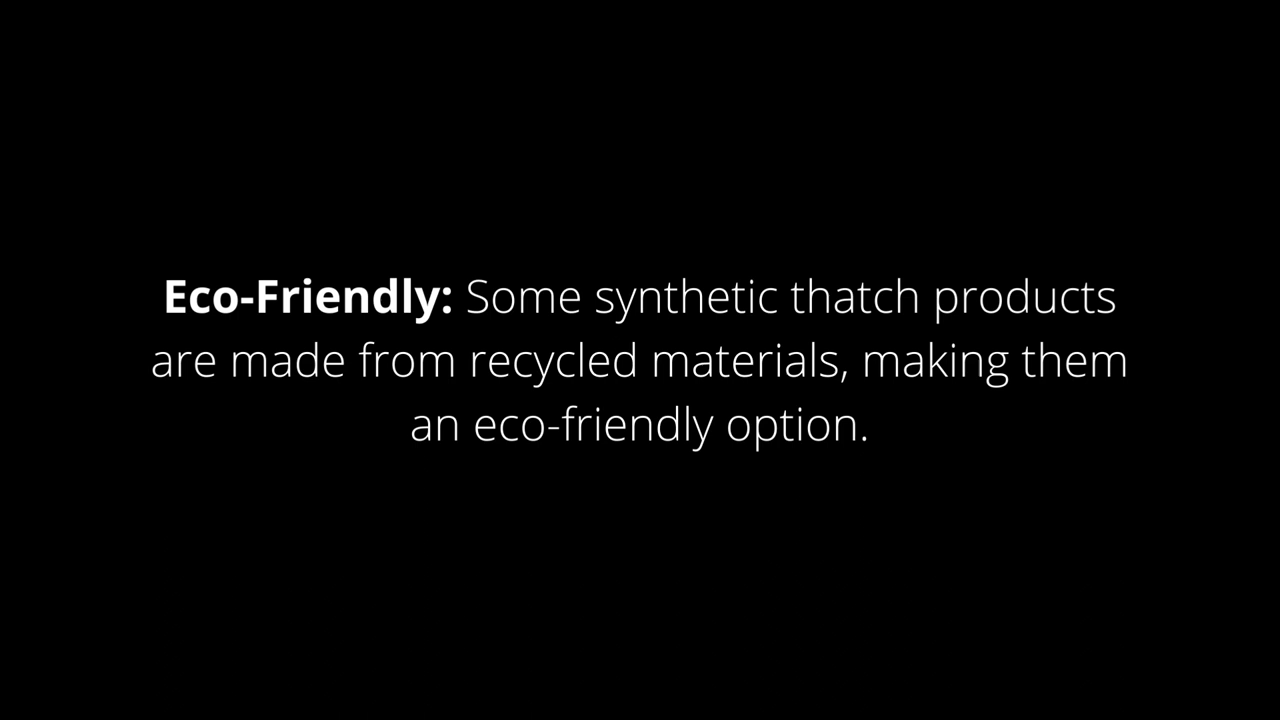 Eco-Friendly: Some synthetic thatch products
are made from recycled materials, making them
an eco-friendly option.